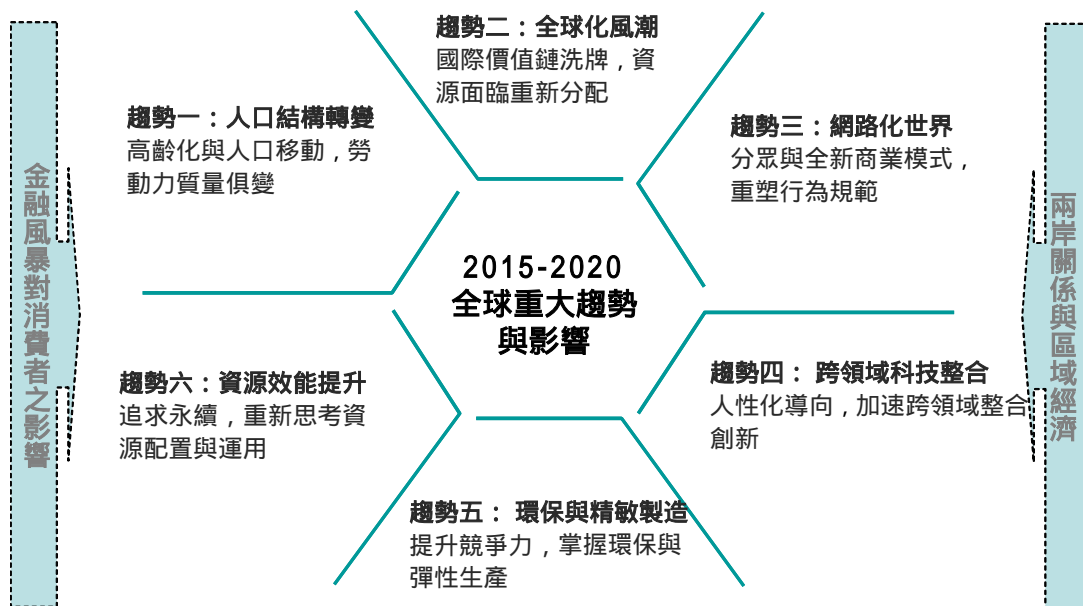 趨勢二：全球化風潮
國際價值鏈洗牌，資
源面臨重新分配
趨勢一：人口結構轉變
高齡化與人口移動，勞
動力質量俱變
趨勢三：網路化世界
分眾與全新商業模式，
重塑行為規範
金融風暴對消費者之影響
2015-2020
全球重大趨勢
與影響
兩岸關係與區域經濟
趨勢六：資源效能提升
追求永續，重新思考資
源配置與運用
趨勢四： 跨領域科技整合
人性化導向，加速跨領域整合
創新
趨勢五： 環保與精敏製造
提升競爭力，掌握環保與
彈性生產